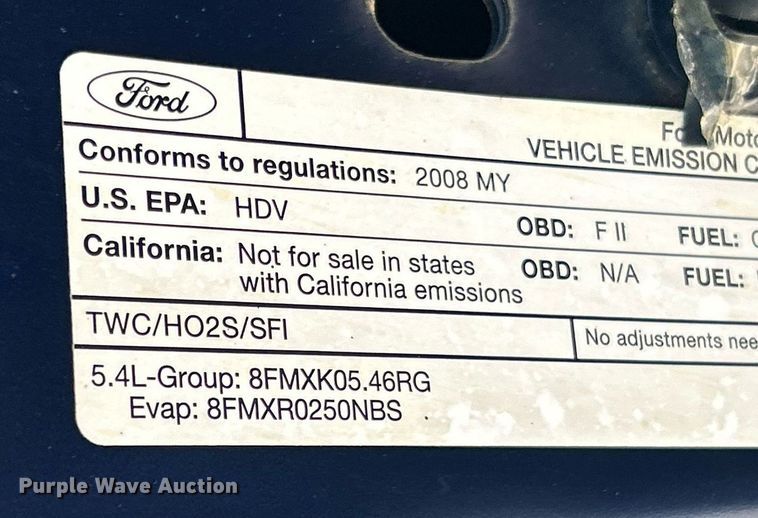 Ford
VEHICLE EMISSION
Conforms to regulations: 2008 MY
U.S. EPA: HDV OBD: F II FUEL:
California: Not for sale in states OBD: N/A FUEL:
with California emissions
TWC/HO2S/SFI No adjustments
5.4L-Group: 8FMXK05.46RG
Evap: 8FMXR0250NBS
Purple Wave Auction